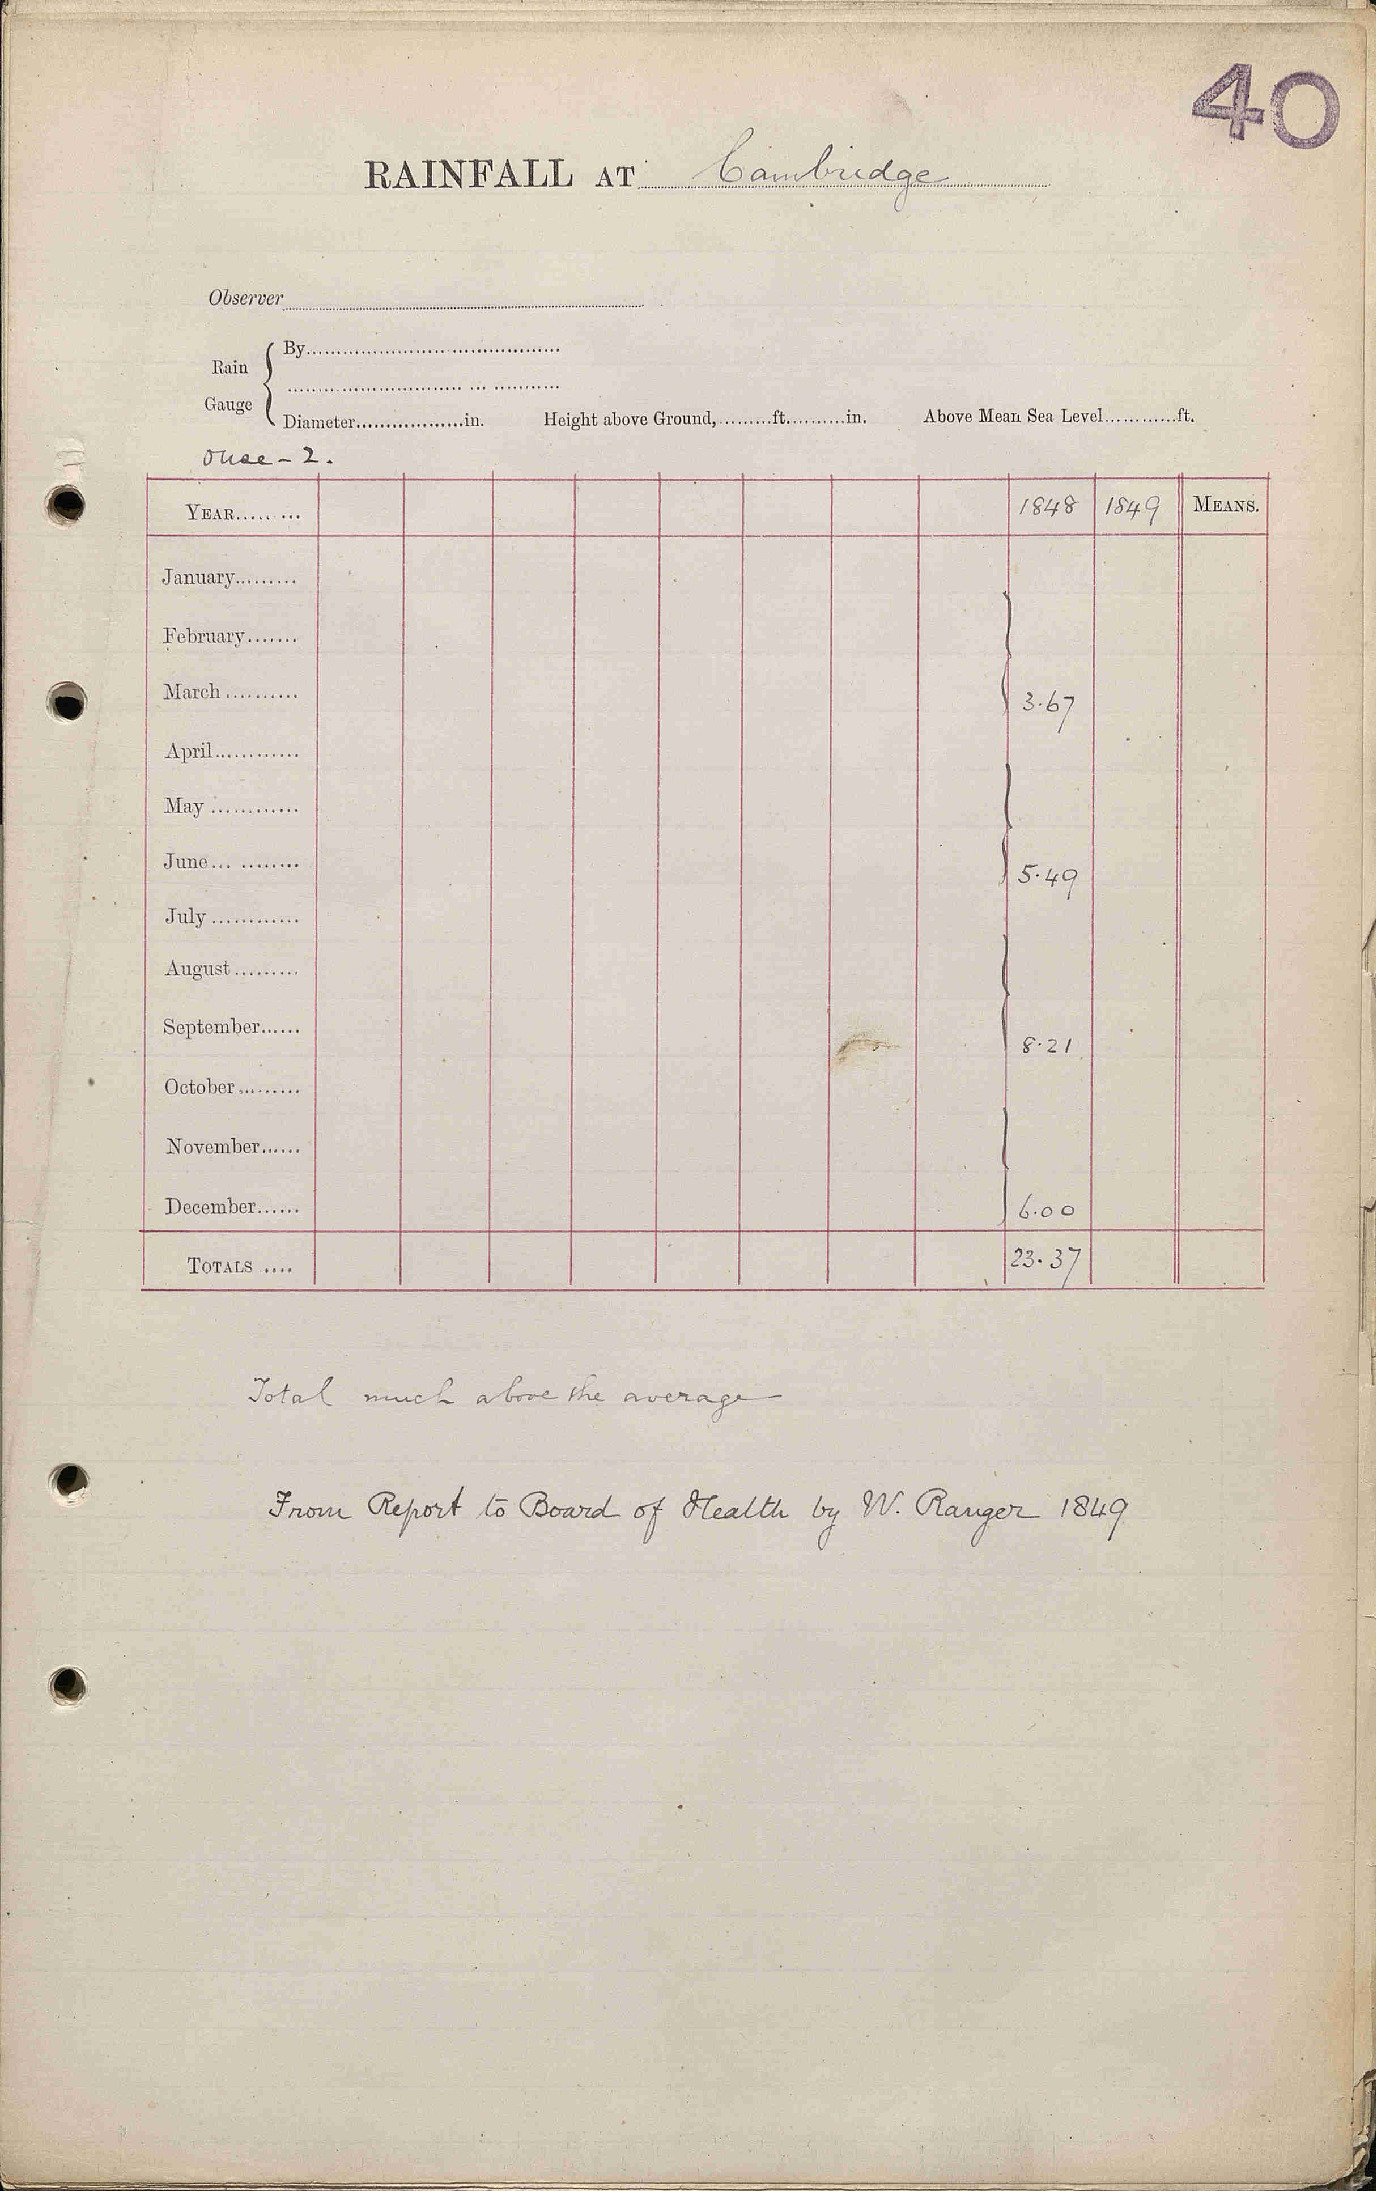 40
RAINFALL AT Cambridge
Observer
Rain Gauge
By
Diameter..................in. Height above Ground,.........ft..........in. Above Mean Sea Level............ft.
Ouse - 2.
YEAR......... 1848 1849 MEANS.
January.........
February.......
March.......... 3.67
April............
May............
June............ 5.49
July............
August.........
September...... 8.21
October.........
November......
December...... 6.00
TOTALS .... 23.37
Total much above the average
From Report to Board of Health by W. Ranger 1849